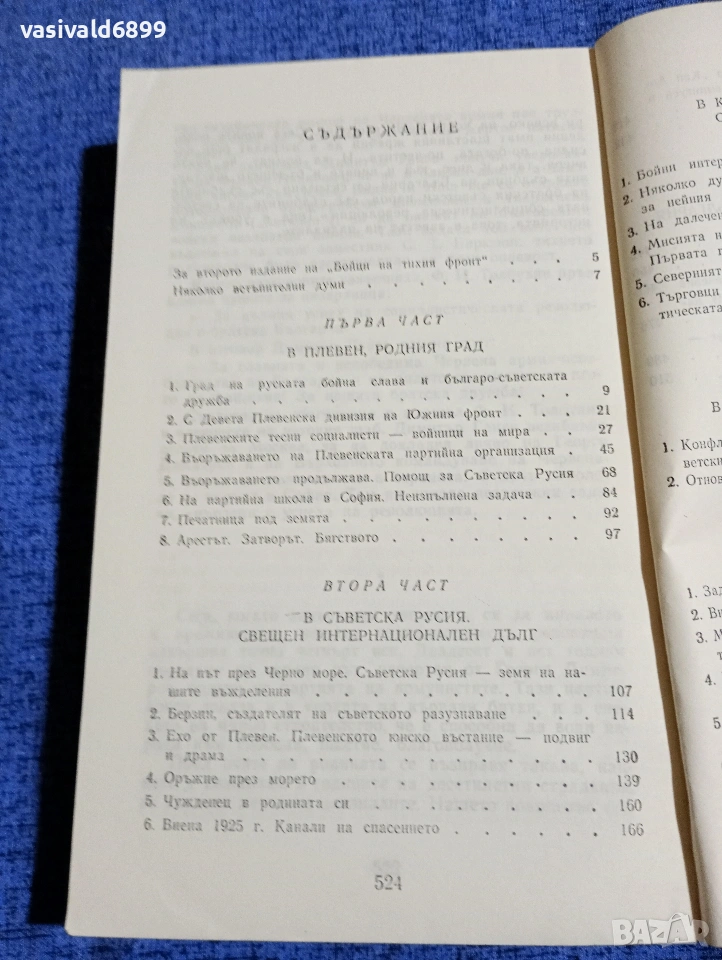 vasivald6899
СЪДЪРЖАНИЕ
За второто издание на „Бойци на тихия фронт“ . . . 5
Няколко встъпителни думи . . . . . . . . 7
ПЪРВА ЧАСТ
В ПЛЕВЕН, РОДНИЯ ГРАД
1. Град на руската бойна слава и българо-съветската
дружба . . . . . . . . . . . . 9
2. С Девета Плевенска дивизия на Южния фронт . . . 21
3. Плевенските тесни социалисти — войници на мира . . 27
4. Въоръжаването на Плевенската партийна организация . 45
5. Въоръжаването продължава. Помощ за Съветска Русия 68
6. На партийна школа в София. Неизпълнена задача . . 84
7. Печатница под земята . . . . . . . . 92
8. Арестът. Затворът. Бягството . . . . . . . 97
ВТОРА ЧАСТ
В СЪВЕТСКА РУСИЯ.
СВЕЩЕН ИНТЕРНАЦИОНАЛЕН ДЪЛГ
1. На път през Черно море. Съветска Русия — земя на на-
шите въжделения . . . . . . . . . . 107
2. Берзин, създателят на съветското разузнаване . . . 114
3. Ехо от Плевен. Плевенското юнско въстание — подвиг
и драма . . . . . . . . . . . . 130
4. Оръжие през морето . . . . . . . . . 139
5. Чужденец в родината си . . . . . . . . 160
6. Виена 1925 г. Канали на спасението . . . . . 166
524
В К
С
1. Бойни интер
2. Няколко ду
за нейния
3. На далечен
4. Мисията н
Първата п
5. Северният
6. Търговци
тическата
В
1. Конфл
ветски
2. Отнов
1. Зад
2. Ви
3. М
т
4.
5
BAZAR